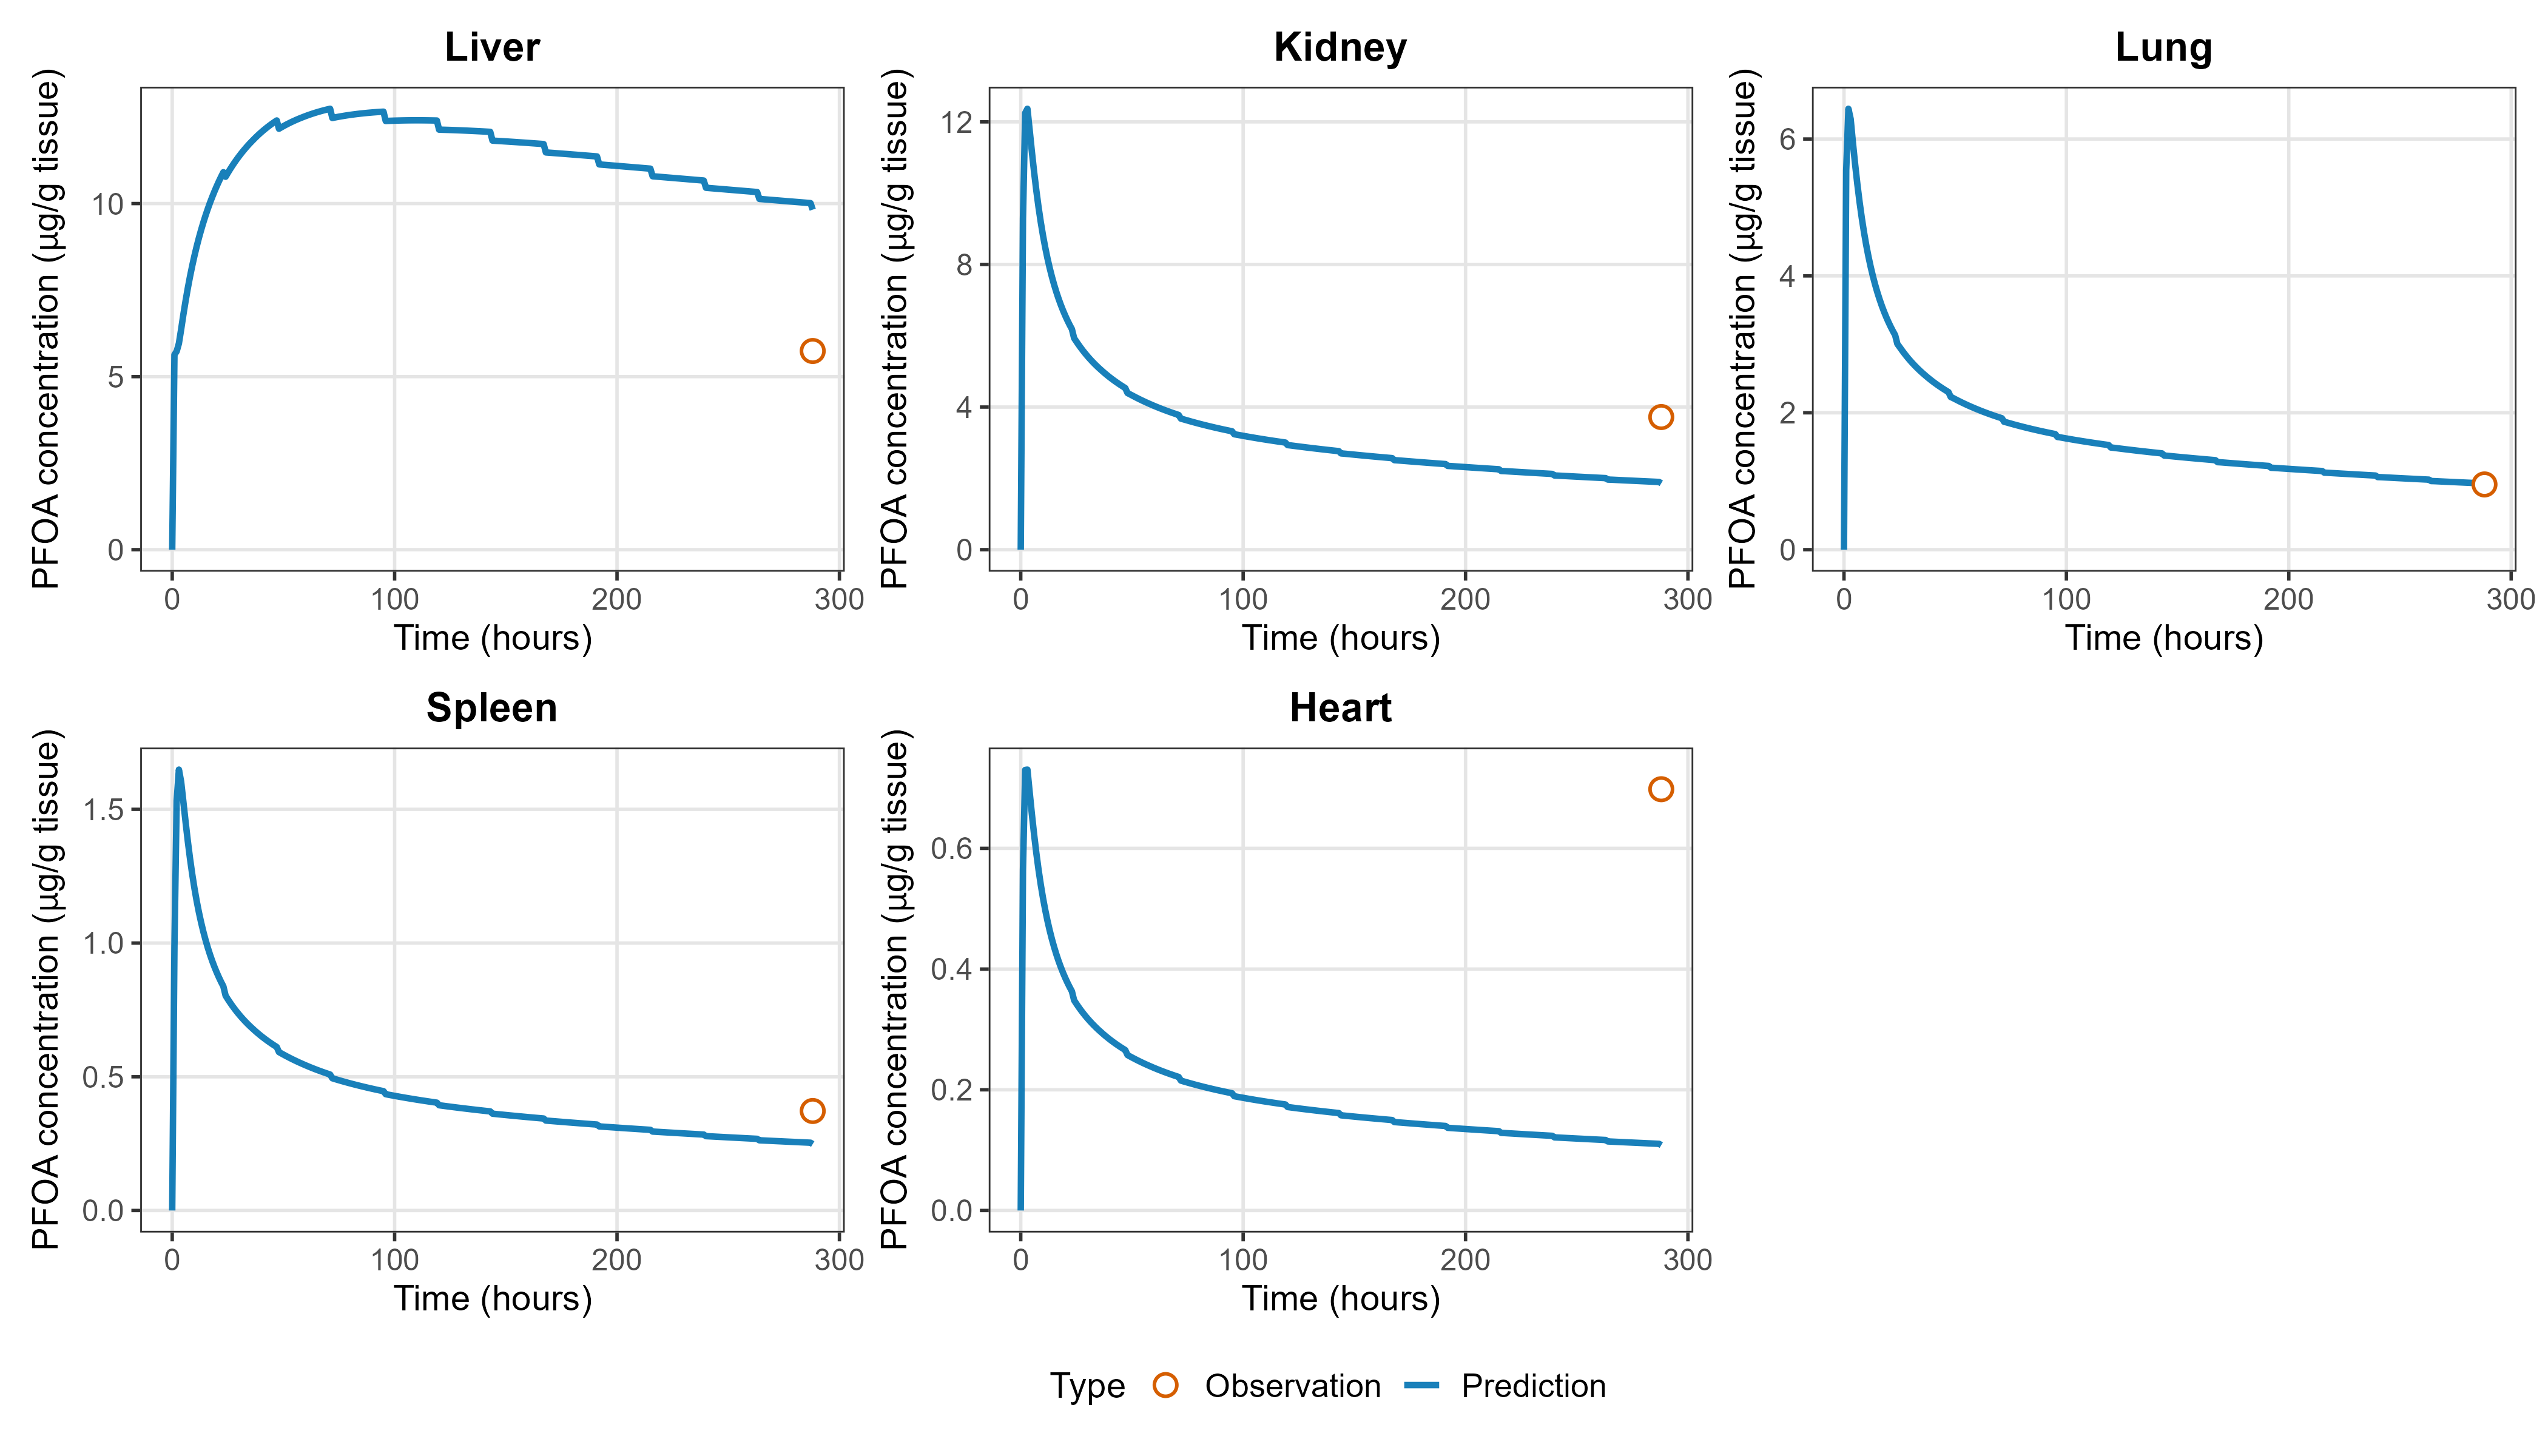 Liver
PFOA concentration (µg/g tissue)
10
5
0
0 100 200 300
Time (hours)
Kidney
PFOA concentration (µg/g tissue)
12
8
4
0
0 100 200 300
Time (hours)
Lung
PFOA concentration (µg/g tissue)
6
4
2
0
0 100 200 300
Time (hours)
Spleen
PFOA concentration (µg/g tissue)
1.5
1.0
0.5
0.0
0 100 200 300
Time (hours)
Heart
PFOA concentration (µg/g tissue)
0.6
0.4
0.2
0.0
0 100 200 300
Time (hours)
Type Observation Prediction